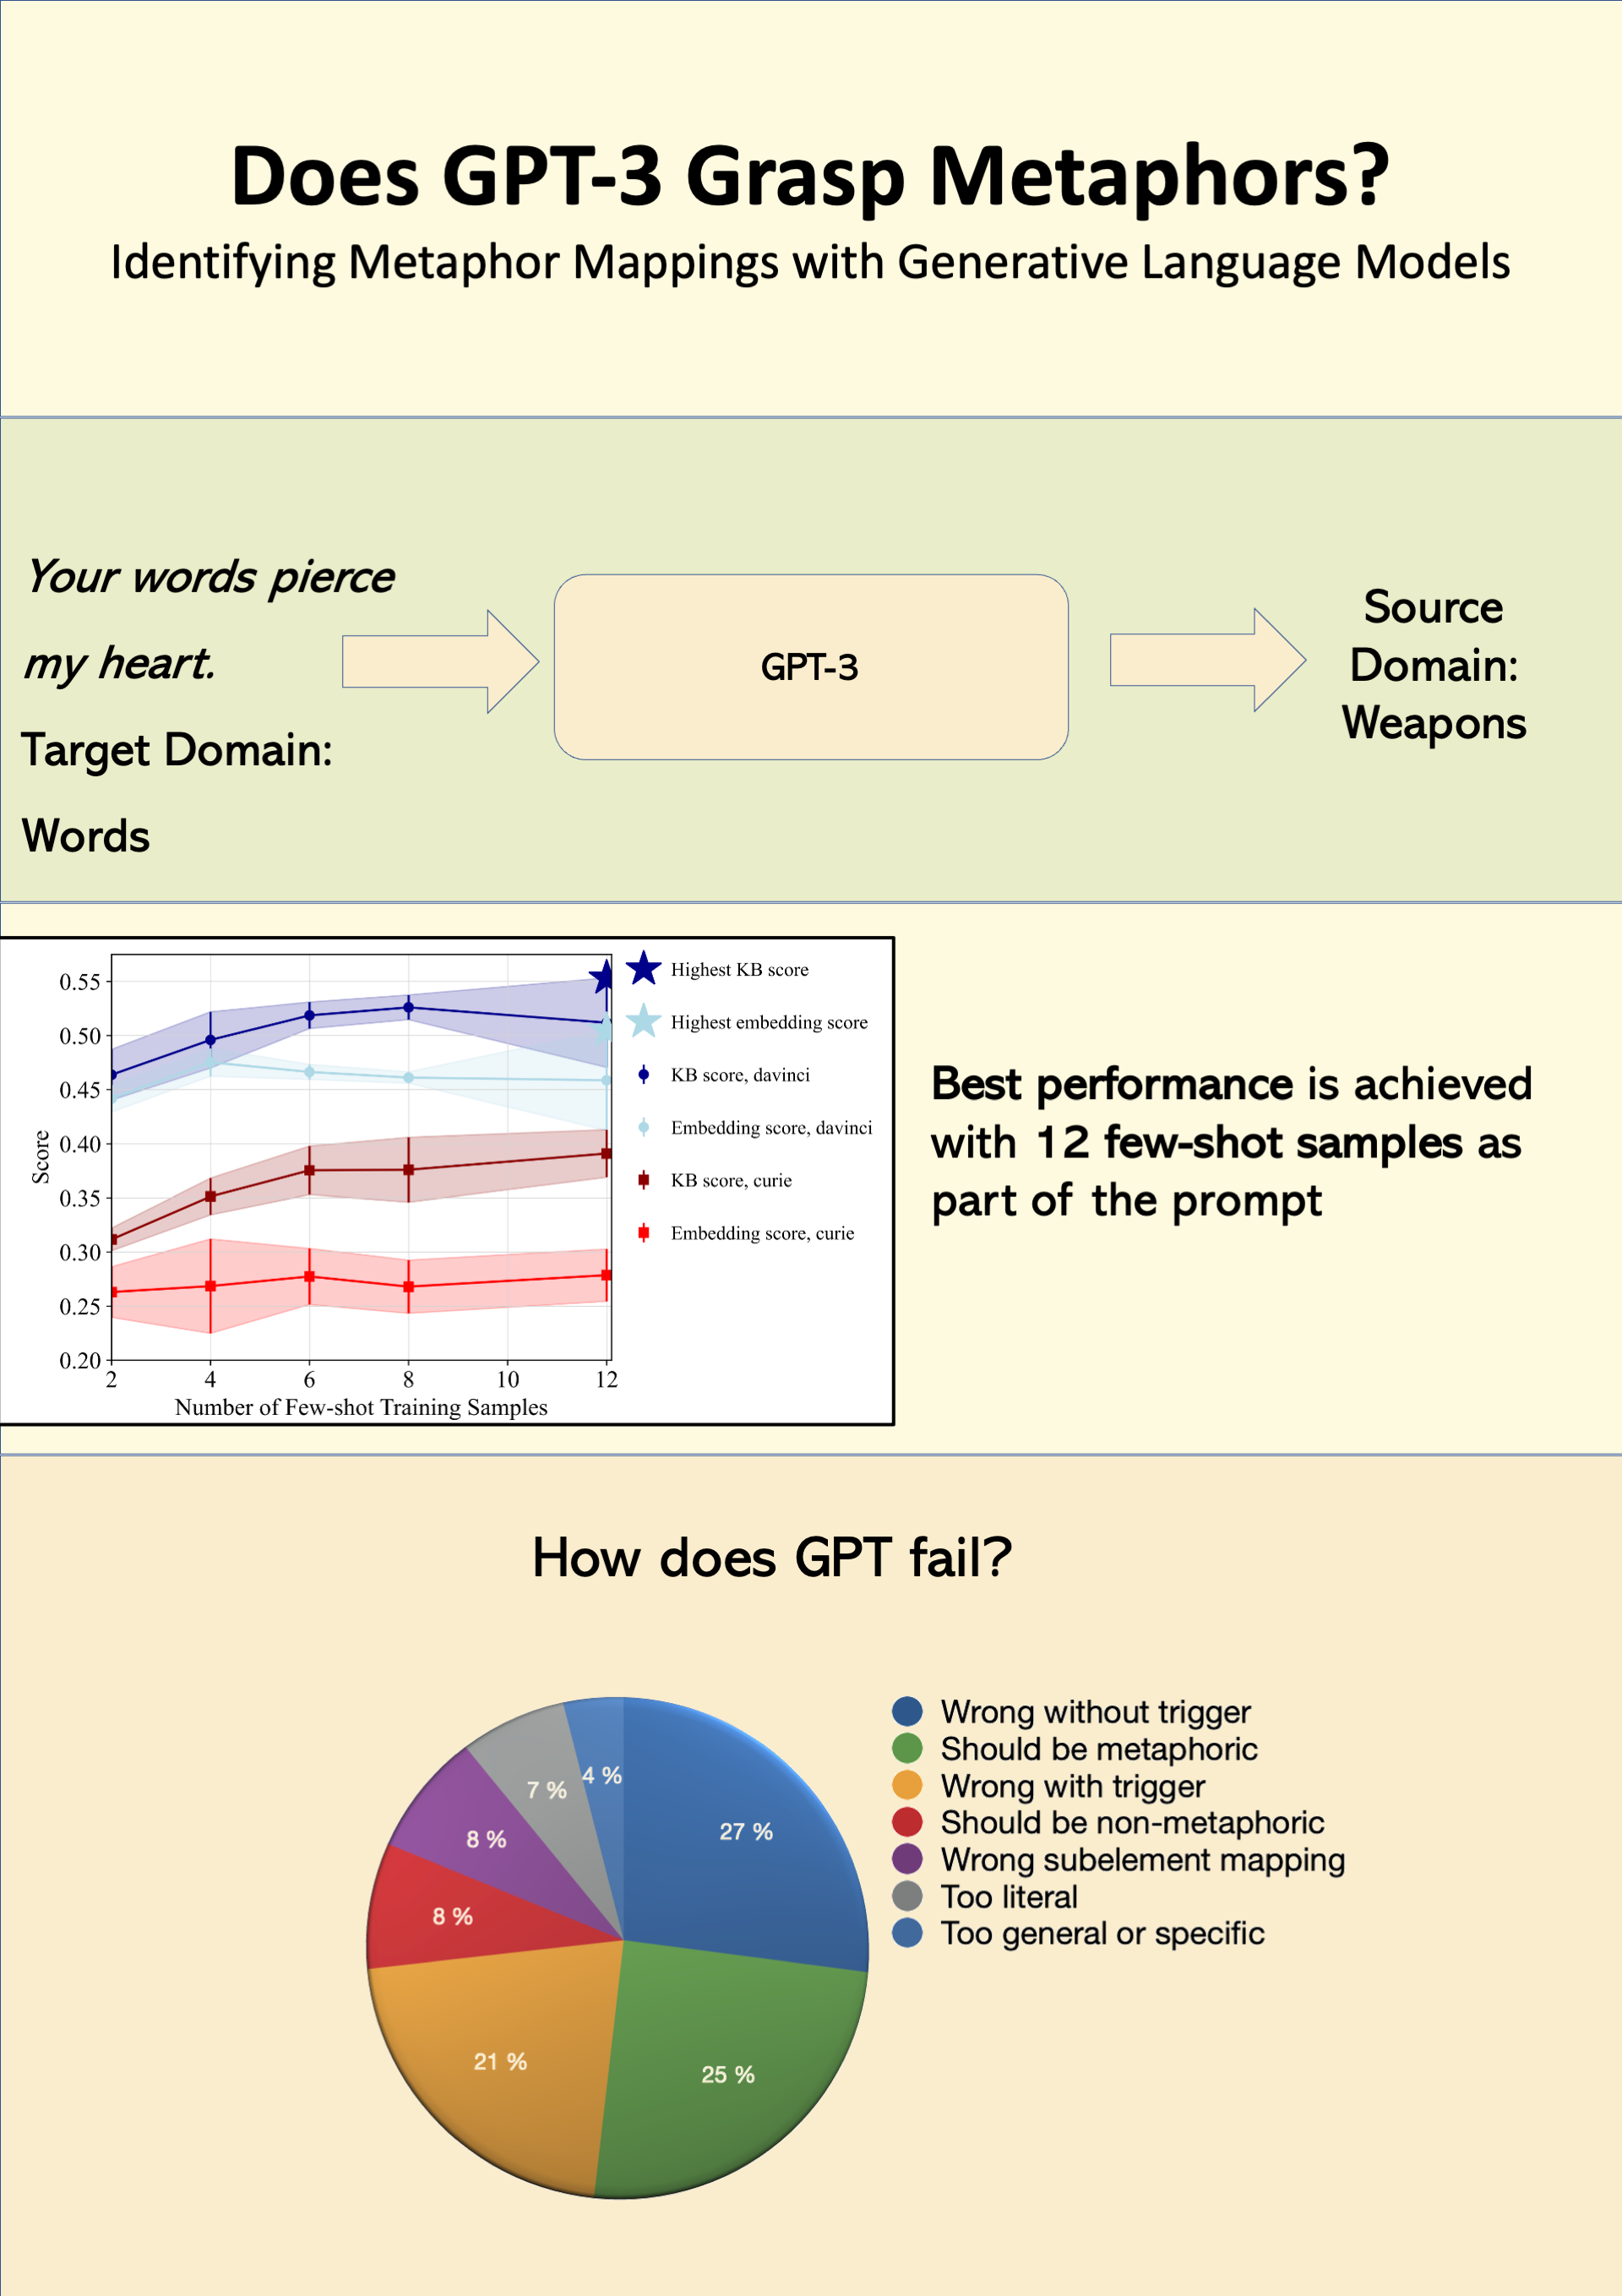 Does GPT-3 Grasp Metaphors?
Identifying Metaphor Mappings with Generative Language Models
Your words pierce
my heart.
Target Domain:
Words
GPT-3
Source
Domain:
Weapons
0.55
0.50
0.45
0.40
0.35
0.30
0.25
0.20
Score
2 4 6 8 10 12
Number of Few-shot Training Samples
Highest KB score
Highest embedding score
KB score, davinci
Embedding score, davinci
KB score, curie
Embedding score, curie
Best performance is achieved
with 12 few-shot samples as
part of the prompt
How does GPT fail?
4 %
7 %
27 %
8 %
8 %
21 %
25 %
Wrong without trigger
Should be metaphoric
Wrong with trigger
Should be non-metaphoric
Wrong subelement mapping
Too literal
Too general or specific